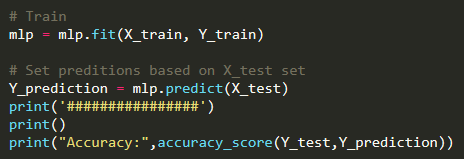 # Train
mlp = mlp.fit(X_train, Y_train)
# Set preditions based on X_test set
Y_prediction = mlp.predict(X_test)
print('################')
print()
print("Accuracy:",accuracy_score(Y_test,Y_prediction))